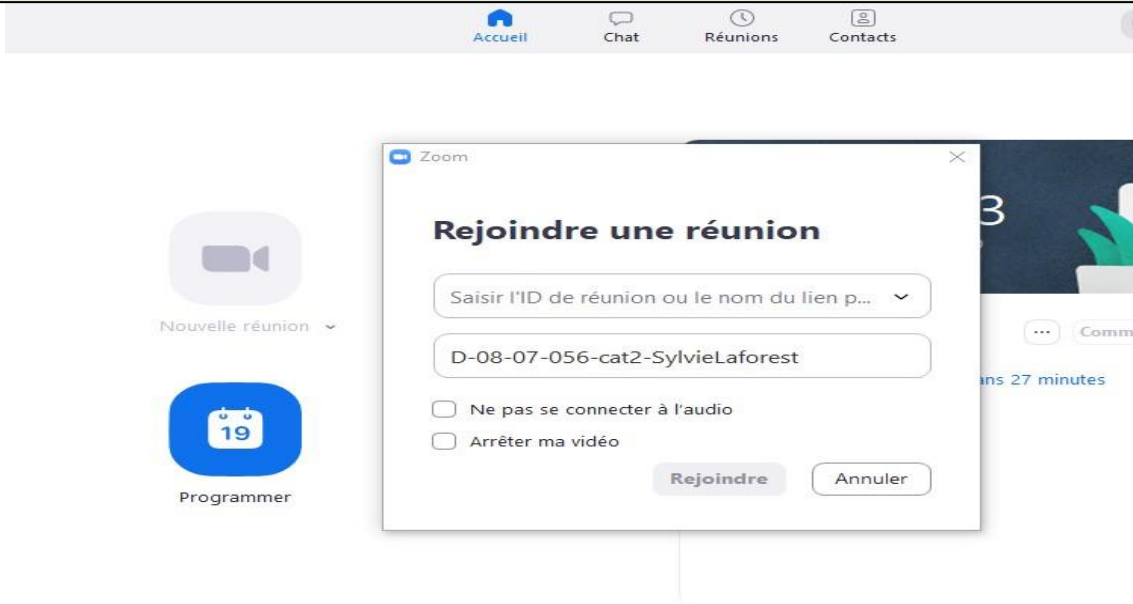 Accueil Chat Réunions Contacts
Zoom
3
Rejoindre une réunion
Saisir l'ID de réunion ou le nom du lien p...
Nouvelle réunion
... Comm
D-08-07-056-cat2-SylvieLaforest
ans 27 minutes
Ne pas se connecter à l'audio
19
Arrêter ma vidéo
Rejoindre Annuler
Programmer